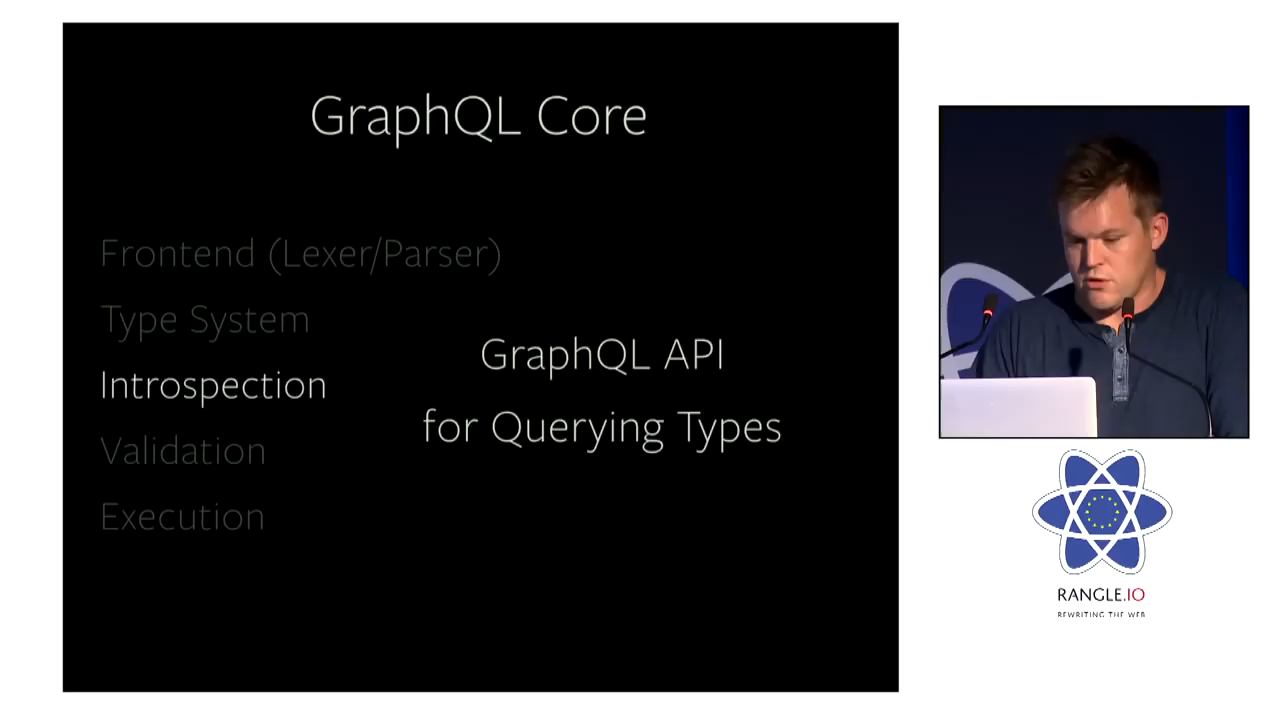 GraphQL Core
Frontend (Lexer/Parser)
Type System
Introspection
Validation
Execution
GraphQL API
for Querying Types
RANGLE.IO
REWRITING THE WEB